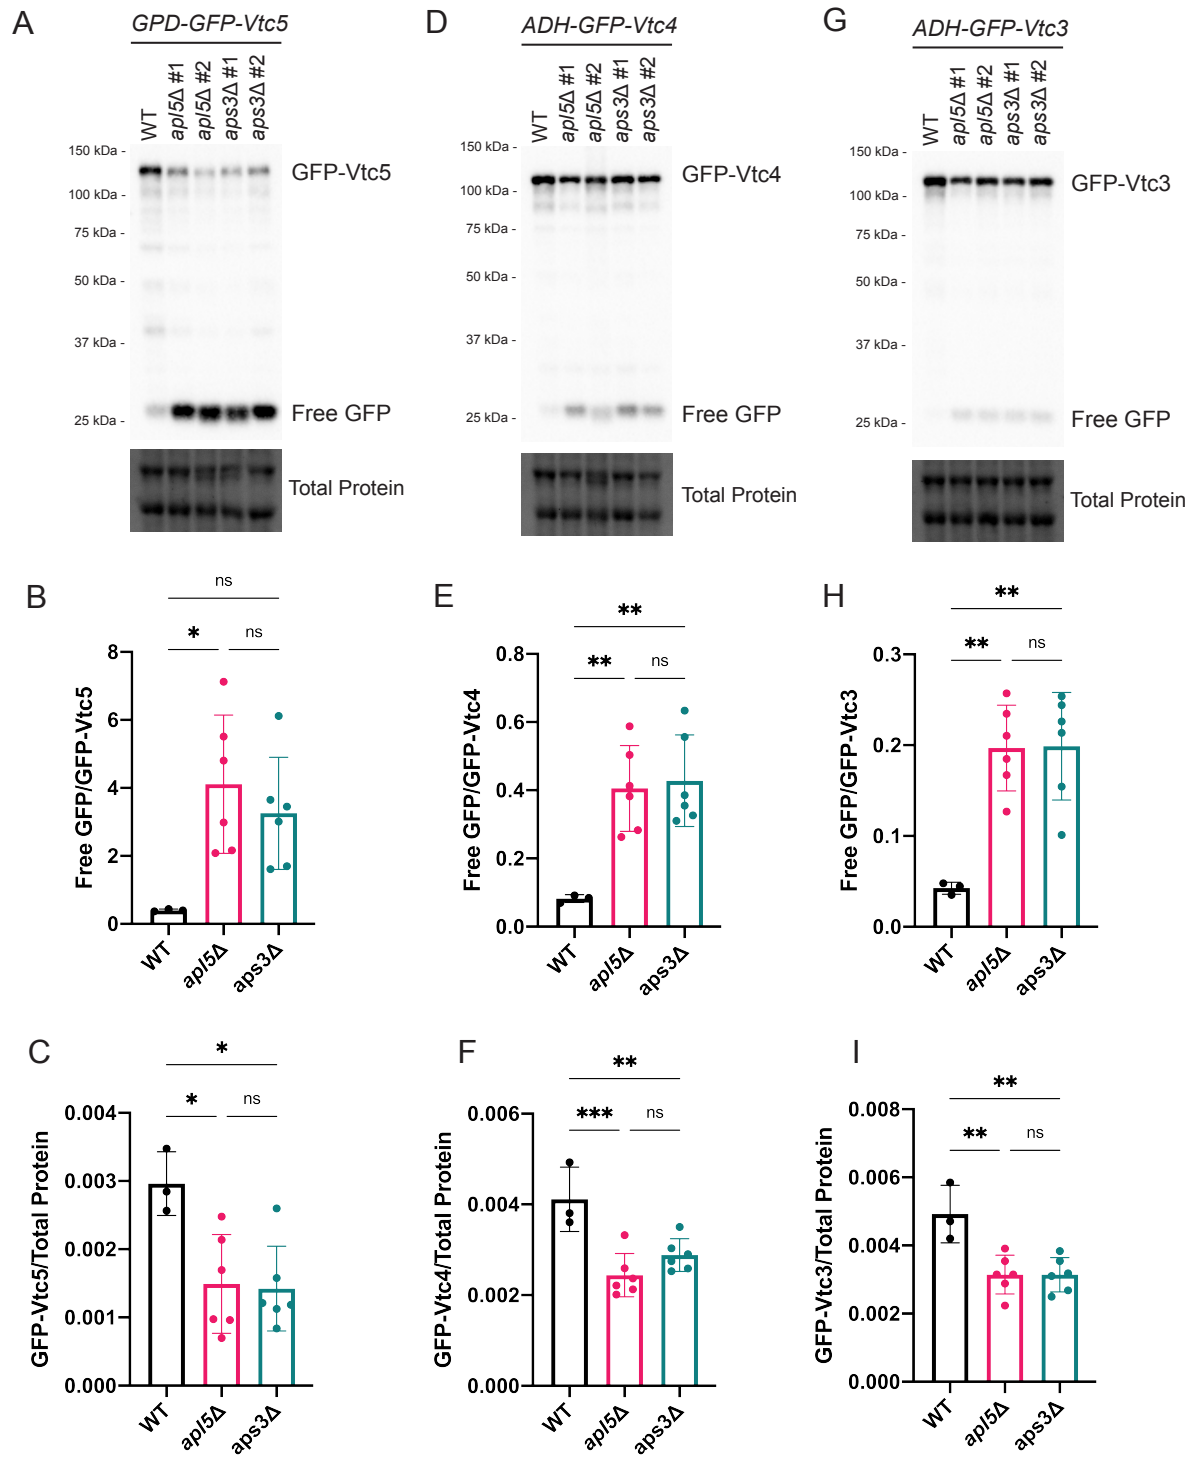 A
GPD-GFP-Vtc5
WT
apl5Δ #1
apl5Δ #2
aps3Δ #1
aps3Δ #2
150 kDa -
100 kDa -
75 kDa -
50 kDa -
37 kDa -
25 kDa -
GFP-Vtc5
Free GFP
Total Protein
D
ADH-GFP-Vtc4
WT
apl5Δ #1
apl5Δ #2
aps3Δ #1
aps3Δ #2
150 kDa -
100 kDa -
75 kDa -
50 kDa -
37 kDa -
25 kDa -
GFP-Vtc4
Free GFP
Total Protein
G
ADH-GFP-Vtc3
WT
apl5Δ #1
apl5Δ #2
aps3Δ #1
aps3Δ #2
150 kDa -
100 kDa -
75 kDa -
50 kDa -
37 kDa -
25 kDa -
GFP-Vtc3
Free GFP
Total Protein
B
ns
* ns
Free GFP/GFP-Vtc5
8
6
4
2
0
WT
apl5Δ
aps3Δ
E
**
** ns
Free GFP/GFP-Vtc4
0.8
0.6
0.4
0.2
0.0
WT
apl5Δ
aps3Δ
H
**
** ns
Free GFP/GFP-Vtc3
0.3
0.2
0.1
0.0
WT
apl5Δ
aps3Δ
C
*
* ns
GFP-Vtc5/Total Protein
0.004
0.003
0.002
0.001
0.000
WT
apl5Δ
aps3Δ
F
**
*** ns
GFP-Vtc4/Total Protein
0.006
0.004
0.002
0.000
WT
apl5Δ
aps3Δ
I
**
** ns
GFP-Vtc3/Total Protein
0.008
0.006
0.004
0.002
0.000
WT
apl5Δ
aps3Δ